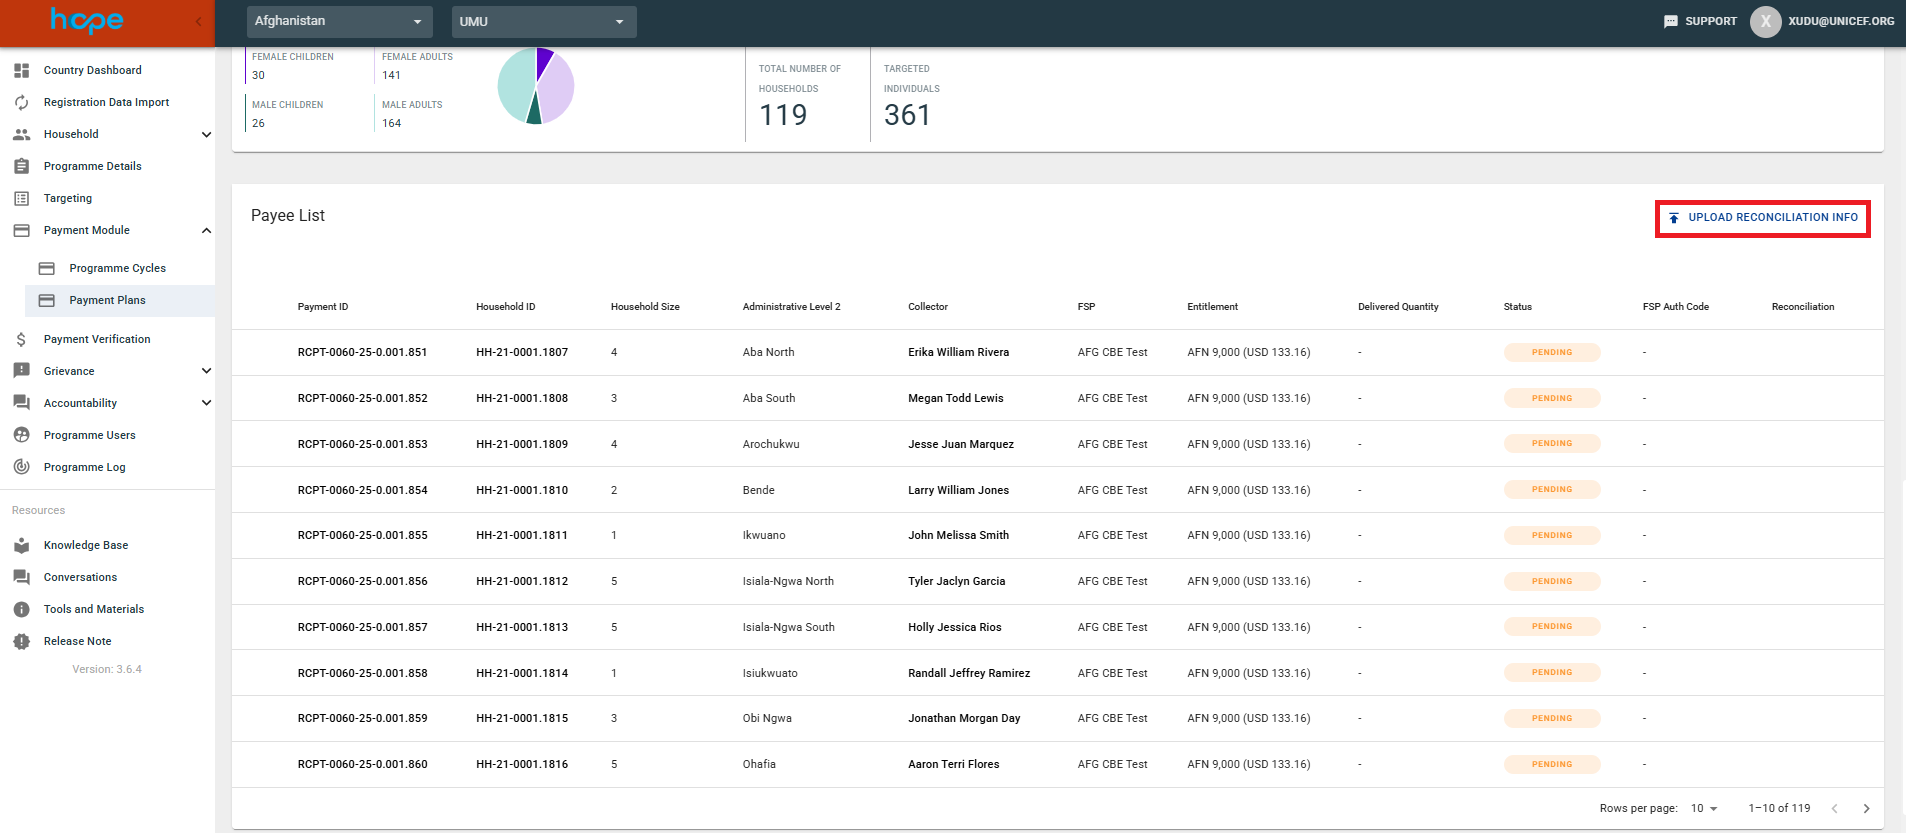 hope
Afghanistan
UMU
SUPPORT
X
XUDU@UNICEF.ORG
Country Dashboard
Registration Data Import
Household
Programme Details
Targeting
Payment Module
Programme Cycles
Payment Plans
Payment Verification
Grievance
Accountability
Programme Users
Programme Log
Resources
Knowledge Base
Conversations
Tools and Materials
Release Note
Version: 3.6.4
FEMALE CHILDREN
30
FEMALE ADULTS
141
MALE CHILDREN
26
MALE ADULTS
164
TOTAL NUMBER OF
HOUSEHOLDS
119
TARGETED
INDIVIDUALS
361
Payee List
UPLOAD RECONCILIATION INFO
Payment ID Household ID Household Size Administrative Level 2 Collector FSP Entitlement Delivered Quantity Status FSP Auth Code Reconciliation
RCPT-0060-25-0.001.851 HH-21-0001.1807 4 Aba North Erika William Rivera AFG CBE Test AFN 9,000 (USD 133.16) - PENDING -
RCPT-0060-25-0.001.852 HH-21-0001.1808 3 Aba South Megan Todd Lewis AFG CBE Test AFN 9,000 (USD 133.16) - PENDING -
RCPT-0060-25-0.001.853 HH-21-0001.1809 4 Arochukwu Jesse Juan Marquez AFG CBE Test AFN 9,000 (USD 133.16) - PENDING -
RCPT-0060-25-0.001.854 HH-21-0001.1810 2 Bende Larry William Jones AFG CBE Test AFN 9,000 (USD 133.16) - PENDING -
RCPT-0060-25-0.001.855 HH-21-0001.1811 1 Ikwuano John Melissa Smith AFG CBE Test AFN 9,000 (USD 133.16) - PENDING -
RCPT-0060-25-0.001.856 HH-21-0001.1812 5 Isiala-Ngwa North Tyler Jaclyn Garcia AFG CBE Test AFN 9,000 (USD 133.16) - PENDING -
RCPT-0060-25-0.001.857 HH-21-0001.1813 5 Isiala-Ngwa South Holly Jessica Rios AFG CBE Test AFN 9,000 (USD 133.16) - PENDING -
RCPT-0060-25-0.001.858 HH-21-0001.1814 1 Isiukwuato Randall Jeffrey Ramirez AFG CBE Test AFN 9,000 (USD 133.16) - PENDING -
RCPT-0060-25-0.001.859 HH-21-0001.1815 3 Obi Ngwa Jonathan Morgan Day AFG CBE Test AFN 9,000 (USD 133.16) - PENDING -
RCPT-0060-25-0.001.860 HH-21-0001.1816 5 Ohafia Aaron Terri Flores AFG CBE Test AFN 9,000 (USD 133.16) - PENDING -
Rows per page: 10 1–10 of 119